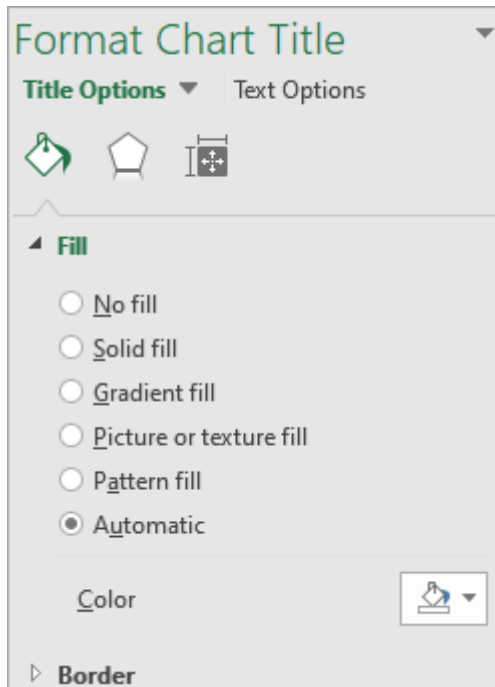 Format Chart Title
Title Options Text Options
Fill
No fill
Solid fill
Gradient fill
Picture or texture fill
Pattern fill
Automatic
Color
Border